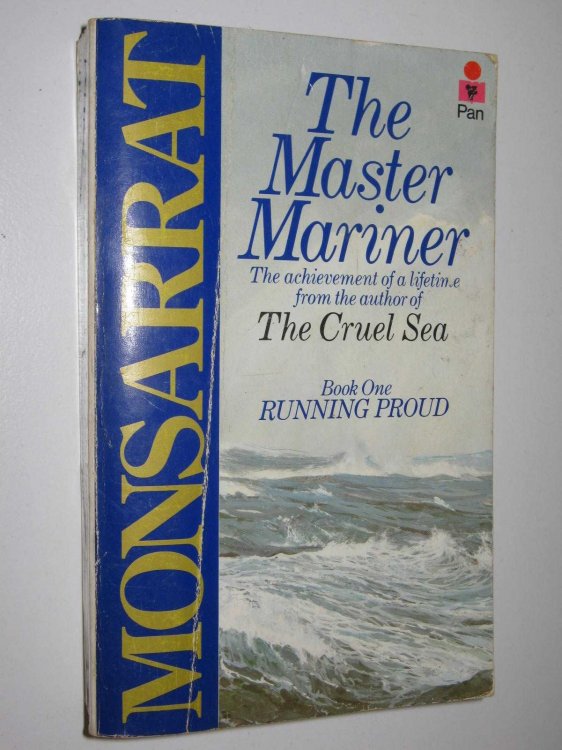 MONSARRAT
Pan
The
Master
Mariner
The achievement of a lifetime
from the author of
The Cruel Sea
Book One
RUNNING PROUD